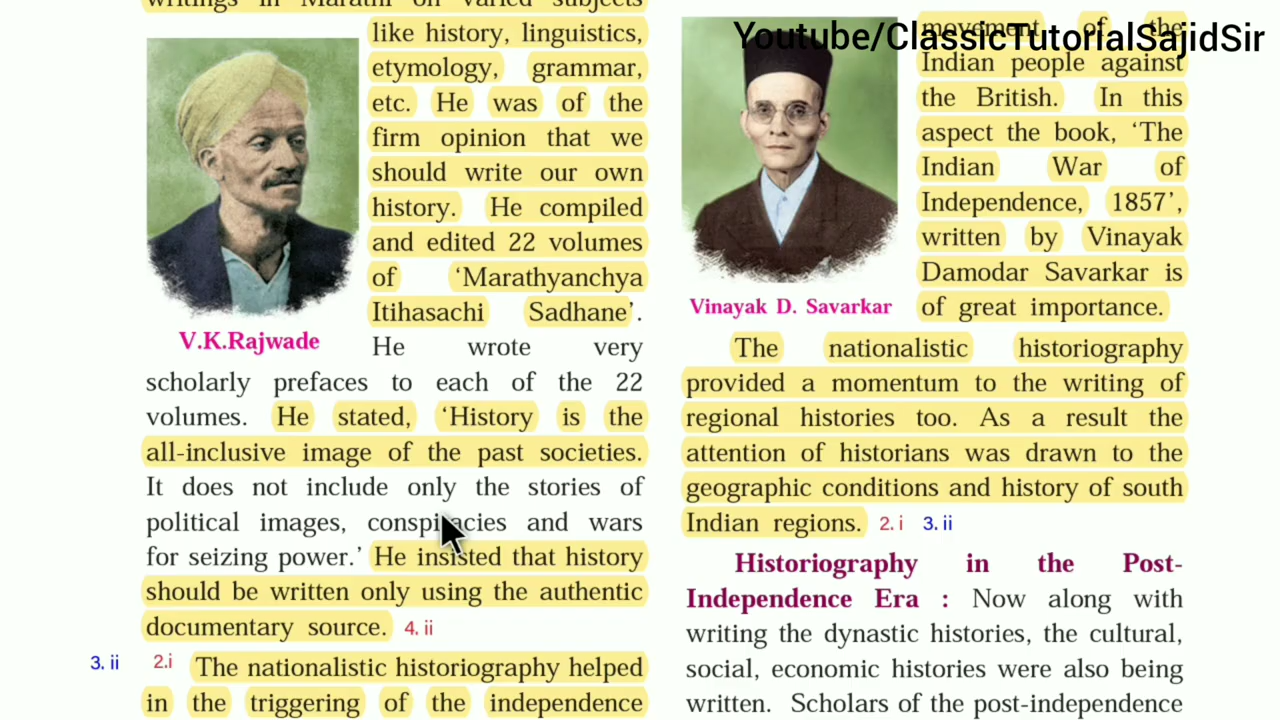 writings in Marathi on varied subjects
like history, linguistics,
etymology, grammar,
etc. He was of the
firm opinion that we
should write our own
history. He compiled
and edited 22 volumes
of 'Marathyanchya
Itihasachi Sadhane'.
V.K.Rajwade
He wrote very
scholarly prefaces to each of the 22
volumes. He stated, 'History is the
all-inclusive image of the past societies.
It does not include only the stories of
political images, conspiracies and wars
for seizing power.' He insisted that history
should be written only using the authentic
documentary source. 4. ii
3. ii 2.i The nationalistic historiography helped
in the triggering of the independence
Youtube/ClassicTutorialSajidSir
movement of the
Indian people against
the British. In this
aspect the book, 'The
Indian War of
Independence, 1857',
written by Vinayak
Damodar Savarkar is
of great importance.
Vinayak D. Savarkar
The nationalistic historiography
provided a momentum to the writing of
regional histories too. As a result the
attention of historians was drawn to the
geographic conditions and history of south
Indian regions. 2. i 3. ii
Historiography in the Post-
Independence Era : Now along with
writing the dynastic histories, the cultural,
social, economic histories were also being
written. Scholars of the post-independence